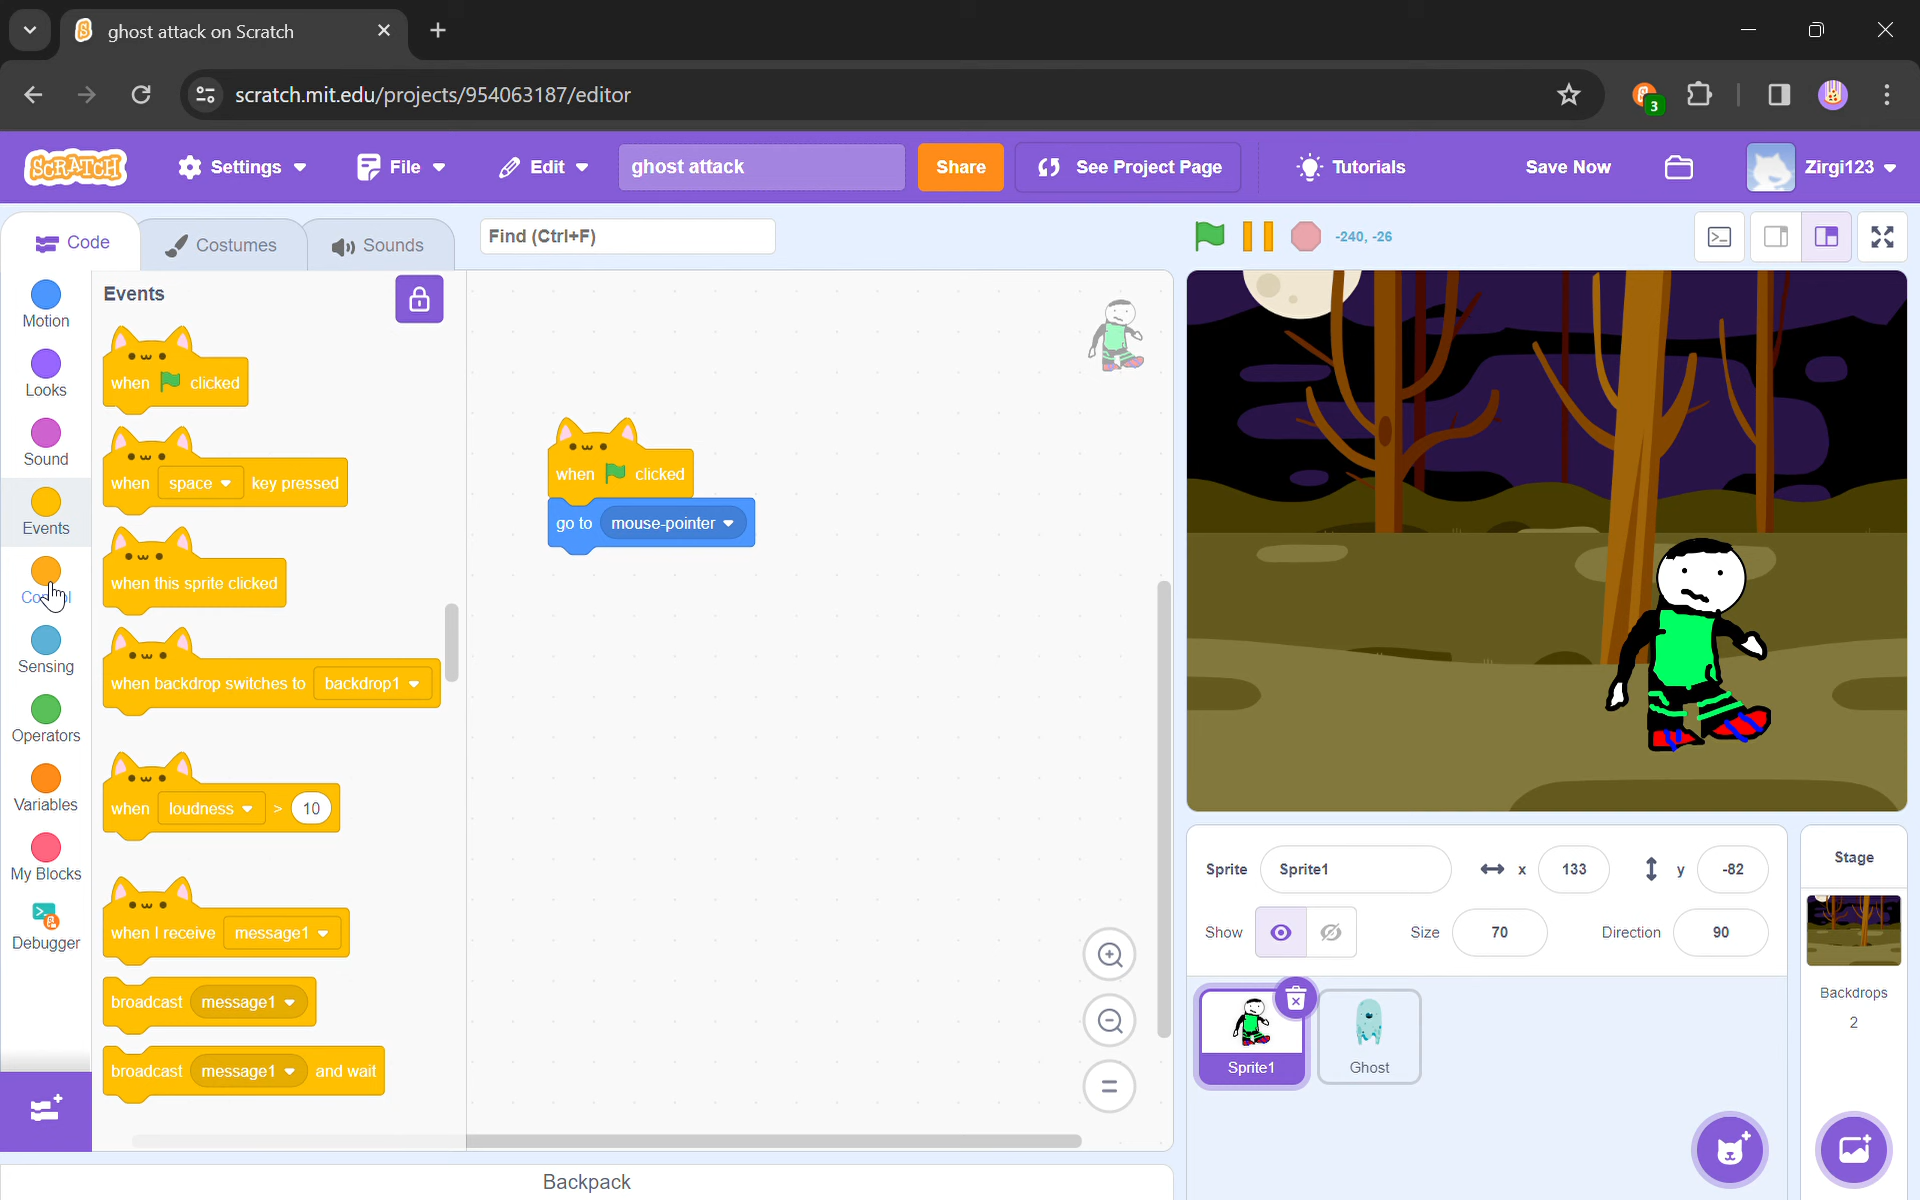 ghost attack on Scratch
scratch.mit.edu/projects/954063187/editor
3
SCRATCH
Settings
File
Edit
ghost attack
Share
See Project Page
Tutorials
Save Now
Zirgi123
Code
Costumes
Sounds
Find (Ctrl+F)
-240, -26
Motion
Looks
Sound
Events
Sensing
Operators
Variables
My Blocks
Debugger
Events
when clicked
when space key pressed
when this sprite clicked
when backdrop switches to backdrop1
when loudness > 10
when I receive message1
broadcast message1
broadcast message1 and wait
when clicked
go to mouse-pointer
Sprite Sprite1 x 133 y -82
Show Size 70 Direction 90
Sprite1
Ghost
Stage
Backdrops
2
Backpack